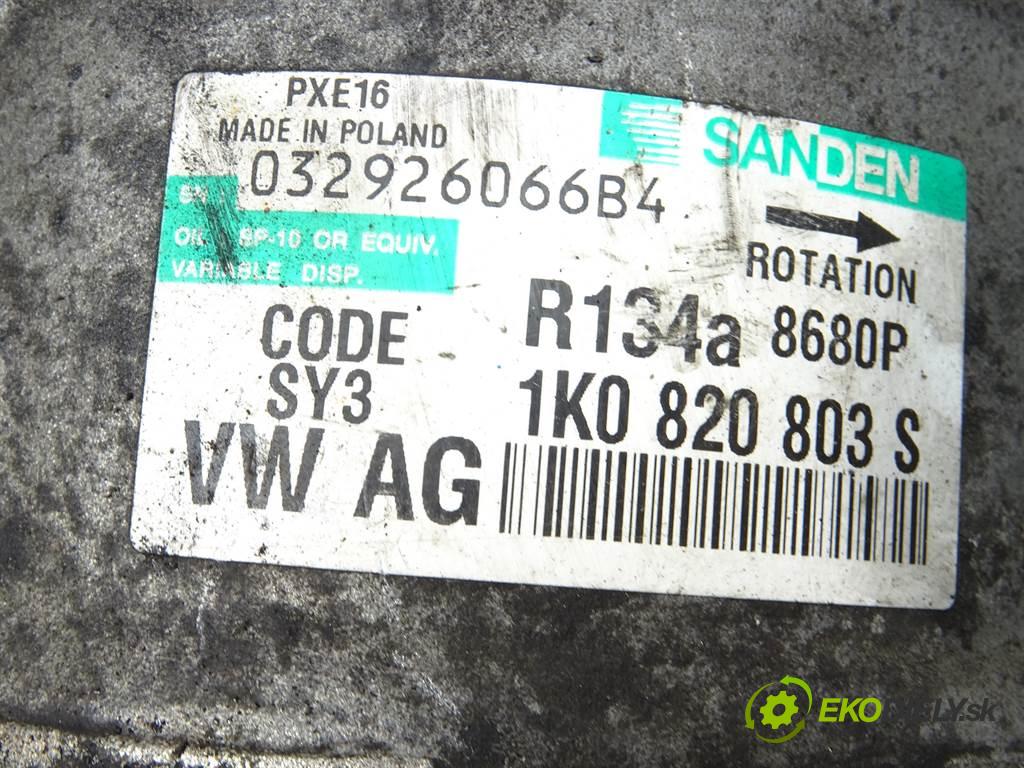 PXE16
MADE IN POLAND
SANDEN
032926066B4
OIL SP-10 OR EQUIV.
VARIABLE DISP.
ROTATION
CODE
SY3
R134a 8680P
1K0 820 803 S
VW AG